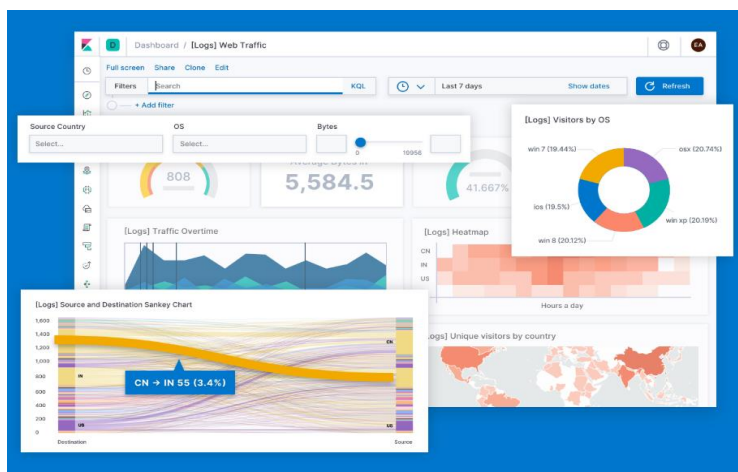 D Dashboard / [Logs] Web Traffic
EA
Full screen Share Clone Edit
Filters Search KQL
Last 7 days Show dates
Refresh
+ Add filter
Source Country OS Bytes
Select... Select...
0 19956
[Logs] Visitors by OS
win 7 (19.44%)
osx (20.74%)
ios (19.5%)
win xp (20.19%)
win 8 (20.12%)
808
Average Bytes in
5,584.5
41.667%
[Logs] Traffic Overtime
[Logs] Heatmap
CN
IN
US
Hours a day
[Logs] Source and Destination Sankey Chart
1,600
1,400
1,200
1,000
800
600
400
200
0
CN
IN
US
US
CN → IN 55 (3.4%)
Destination
Source
[Logs] Unique visitors by country